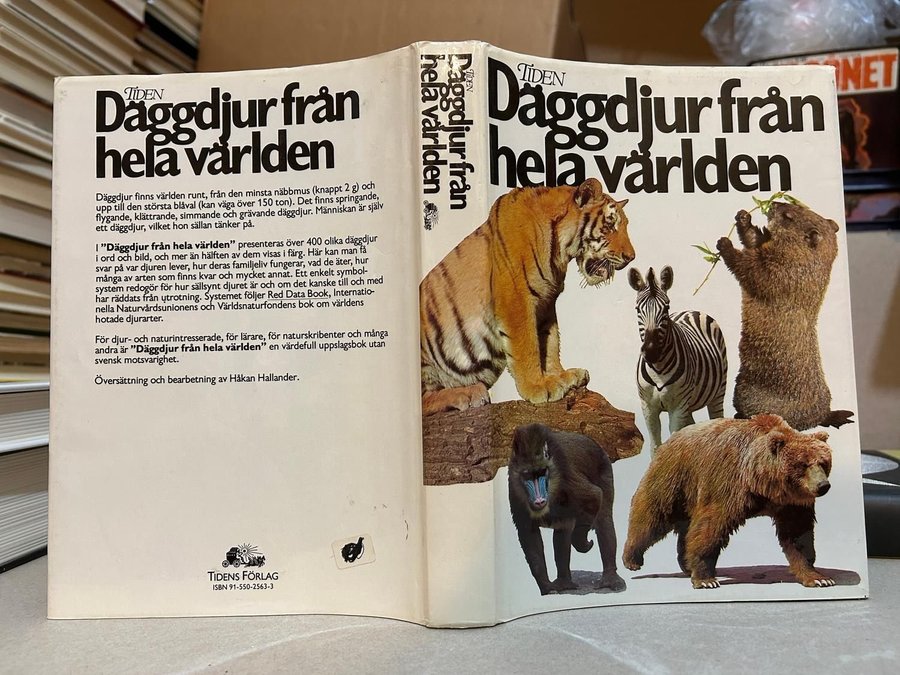 TIDEN
Däggdjur från
hela världen
Däggdjur finns världen runt, från den minsta näbbmus (knappt 2 g) och
upp till den största blåval (kan väga över 150 ton). Det finns springande,
flygande, klättrande, simmande och grävande däggdjur. Människan är själv
ett däggdjur, vilket hon sällan tänker på.
I "Däggdjur från hela världen" presenteras över 400 olika däggdjur
i ord och bild, och mer än hälften av dem visas i färg. Här kan man få
svar på var djuren lever, hur deras familjeliv fungerar, vad de äter, hur
många av arten som finns kvar och mycket annat. Ett enkelt symbol-
system redogör för hur sällsynt djuret är och om det kanske till och med
har räddats från utrotning. Systemet följer Red Data Book, Internatio-
nella Naturvårdsunionens och Världsnaturfondens bok om världens
hotade djurarter.
För djur- och naturintresserade, för lärare, för naturskribenter och många
andra är "Däggdjur från hela världen" en värdefull uppslagsbok utan
svensk motsvarighet.
Översättning och bearbetning av Håkan Hallander.
TIDENS FÖRLAG
ISBN 91-550-2563-3
TIDEN
Däggdjur från
hela världen
TIDEN
Däggdjur från
hela världen